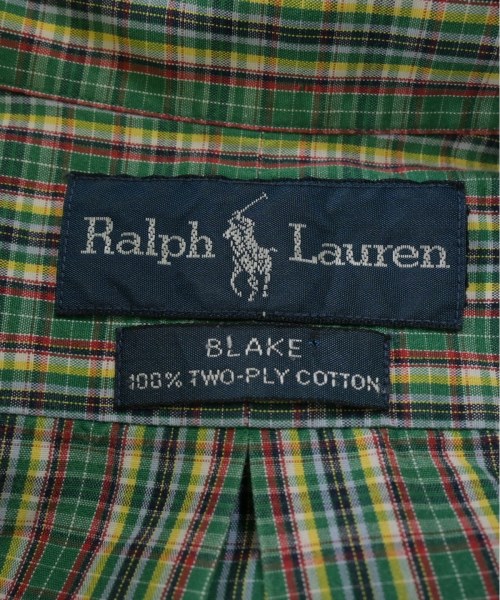 Ralph Lauren
BLAKE
100% TWO-PLY COTTON